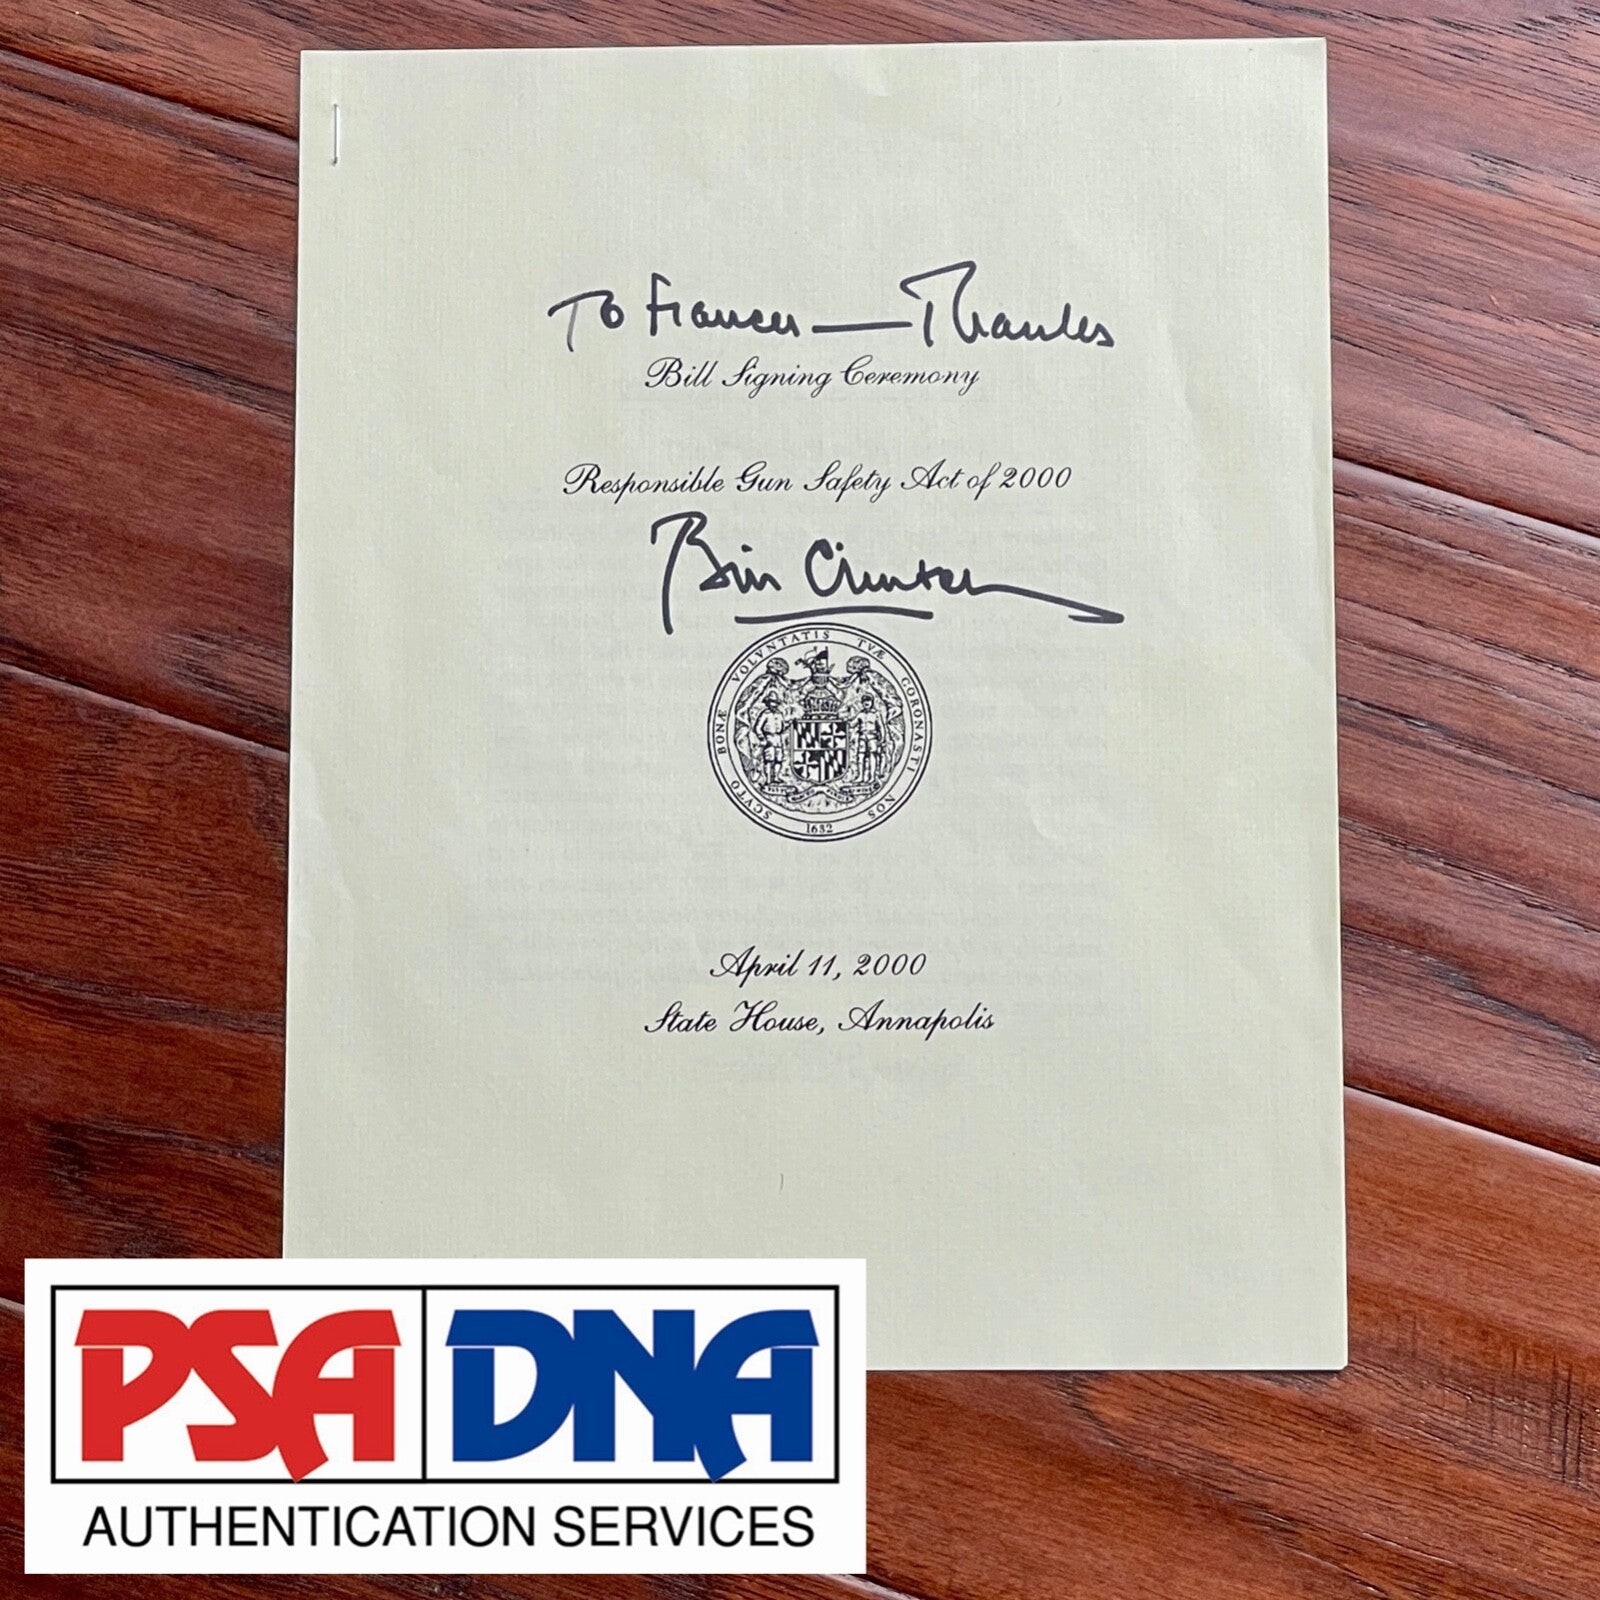 To Frances — Thanks
Bill Signing Ceremony
Responsible Gun Safety Act of 2000
Bill Clinton
SCVTO BONÆ VOLVNTATIS TVÆ CORONASTI NOS
1632
April 11, 2000
State House, Annapolis
PSA DNA
AUTHENTICATION SERVICES